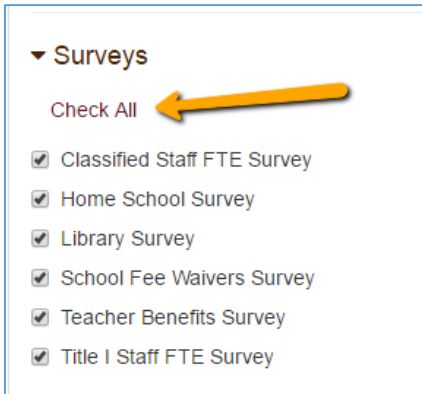 Surveys
Check All
Classified Staff FTE Survey
Home School Survey
Library Survey
School Fee Waivers Survey
Teacher Benefits Survey
Title I Staff FTE Survey